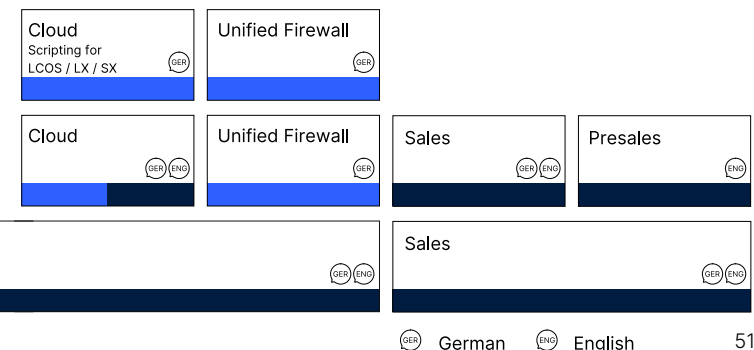 Cloud
Scripting for
LCOS / LX / SX
GER
Unified Firewall
GER
Cloud
GER ENG
Unified Firewall
GER
Sales
GER ENG
Presales
ENG
GER ENG
Sales
GER ENG
GER German ENG English
51